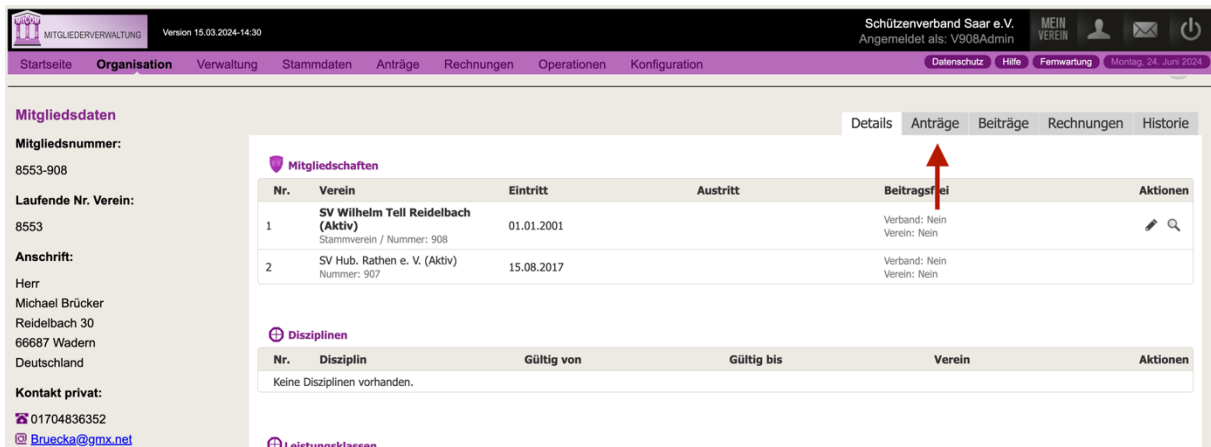 MITGLIEDERVERWALTUNG
Version 15.03.2024-14:30
Schützenverband Saar e.V.
Angemeldet als: V908Admin
MEIN
VEREIN
Startseite Organisation Verwaltung Stammdaten Anträge Rechnungen Operationen Konfiguration
Datenschutz Hilfe Fernwartung Montag, 24. Juni 2024
Mitgliedsdaten
Mitgliedsnummer:
8553-908
Laufende Nr. Verein:
8553
Anschrift:
Herr
Michael Brücker
Reidelbach 30
66687 Wadern
Deutschland
Kontakt privat:
01704836352
Bruecka@gmx.net
Details Anträge Beiträge Rechnungen Historie
Mitgliedschaften
Nr. Verein Eintritt Austritt Beitragsfrei Aktionen
1 SV Wilhelm Tell Reidelbach (Aktiv) 01.01.2001 Verband: Nein
Stammverein / Nummer: 908 Verein: Nein
2 SV Hub. Rathen e. V. (Aktiv) 15.08.2017 Verband: Nein
Nummer: 907 Verein: Nein
Disziplinen
Nr. Disziplin Gültig von Gültig bis Verein Aktionen
Keine Disziplinen vorhanden.
Leistungsklassen